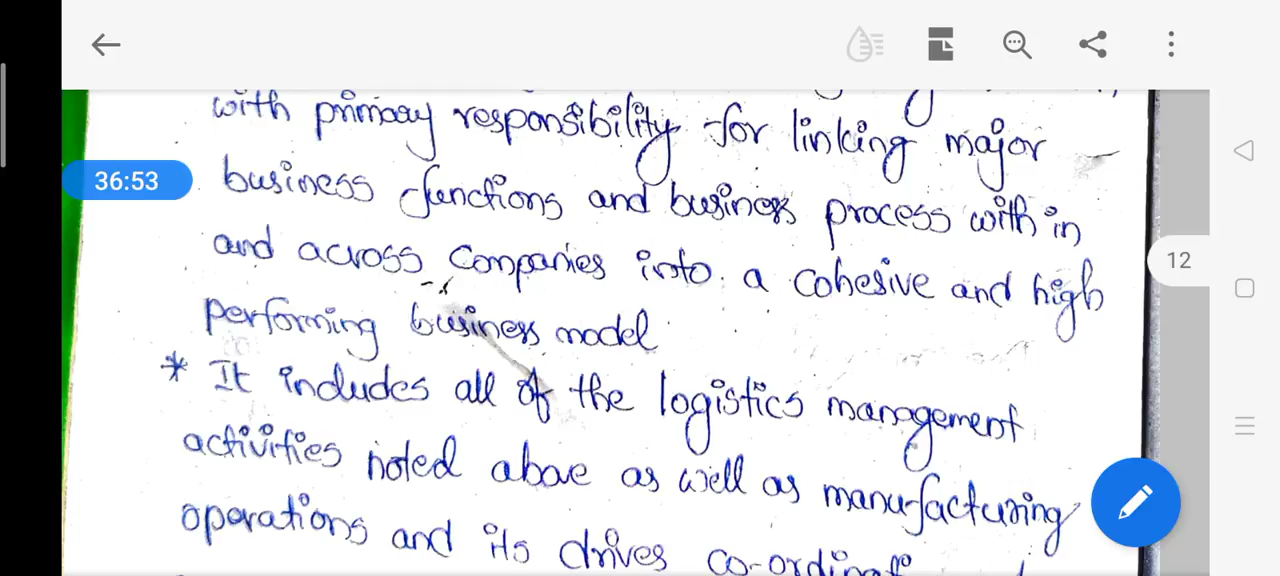 with primary responsibility for linking major
36:53
business functions and business process with in
and across companies into a cohesive and high
12
performing business model
* It includes all of the logistics management
activities noted above as well as manufacturing
operations and its drives co-ordinat